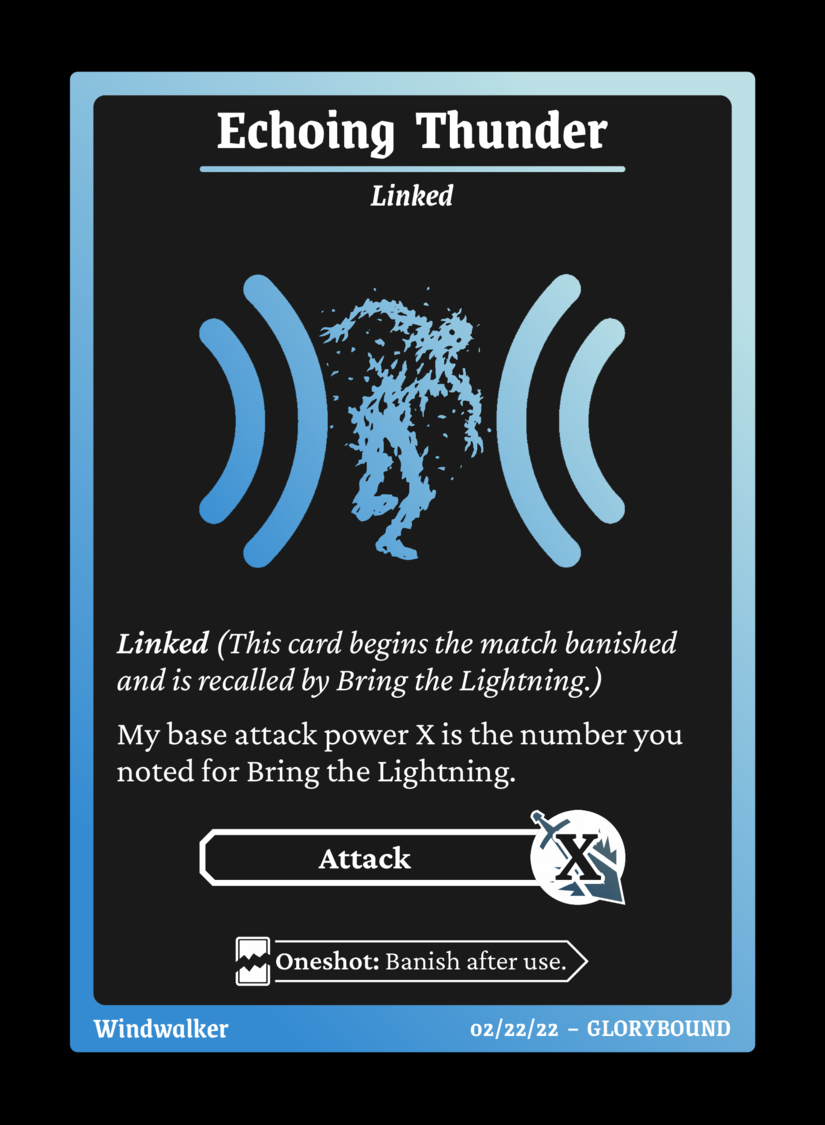 Echoing Thunder
Linked
Linked (This card begins the match banished
and is recalled by Bring the Lightning.)
My base attack power X is the number you
noted for Bring the Lightning.
Attack X
Oneshot: Banish after use.
Windwalker 02/22/22 – GLORYBOUND